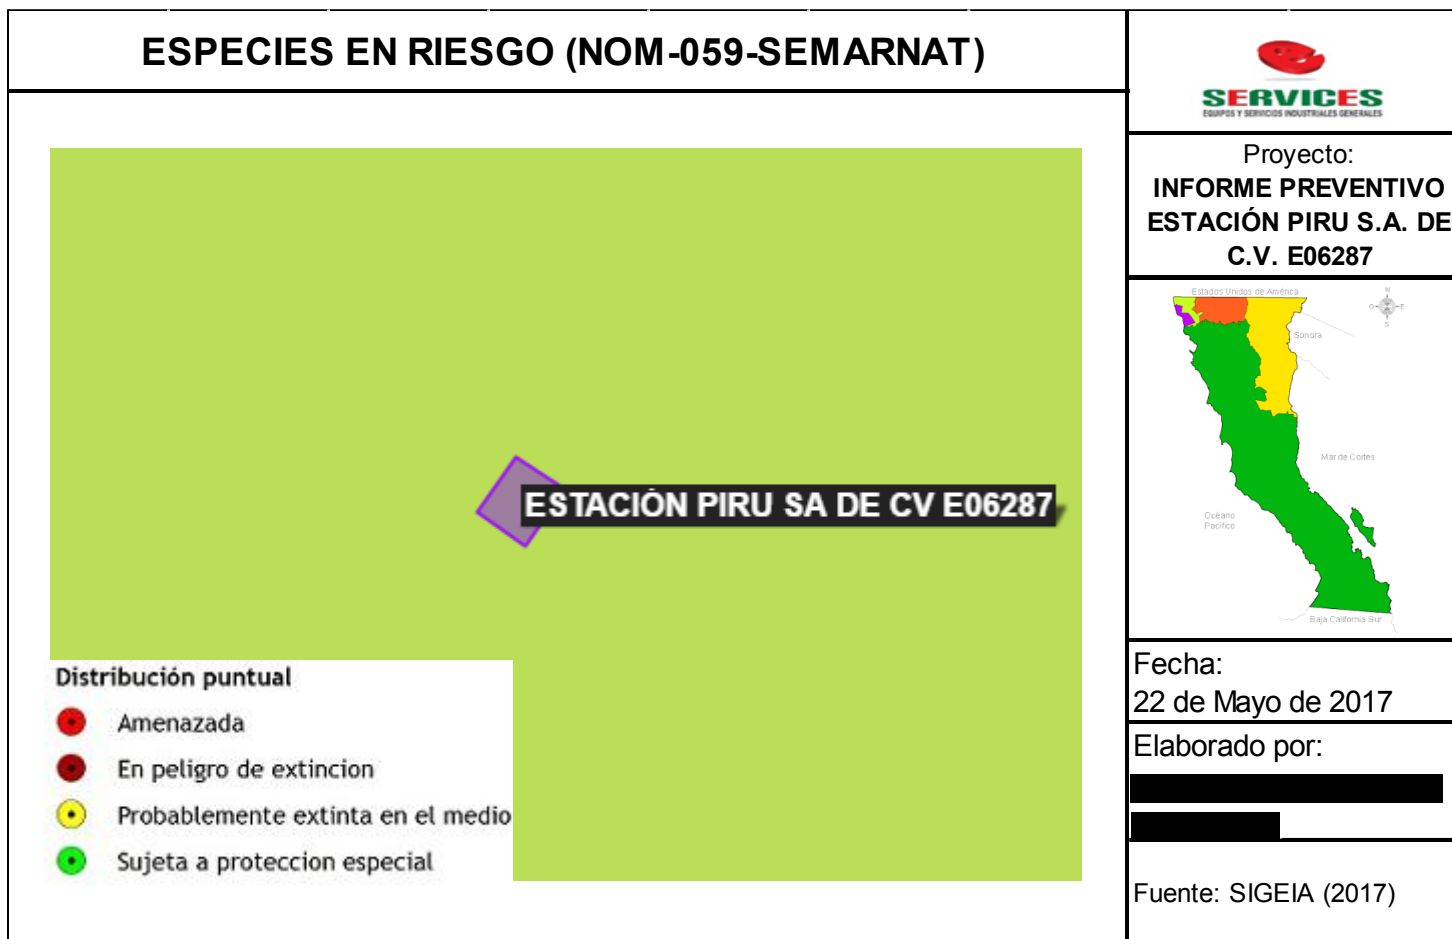 ESPECIES EN RIESGO (NOM-059-SEMARNAT)
SERVICES
EQUIPOS Y SERVICIOS INDUSTRIALES GENERALES
Proyecto:
INFORME PREVENTIVO
ESTACIÓN PIRU S.A. DE
C.V. E06287
Estados Unidos de América
N
O
E
S
Sonora
Mar de Cortés
Océano
Pacífico
Baja California Sur
ESTACIÓN PIRU SA DE CV E06287
Distribución puntual
Amenazada
En peligro de extincion
Probablemente extinta en el medio
Sujeta a proteccion especial
Fecha:
22 de Mayo de 2017
Elaborado por:
Fuente: SIGEIA (2017)